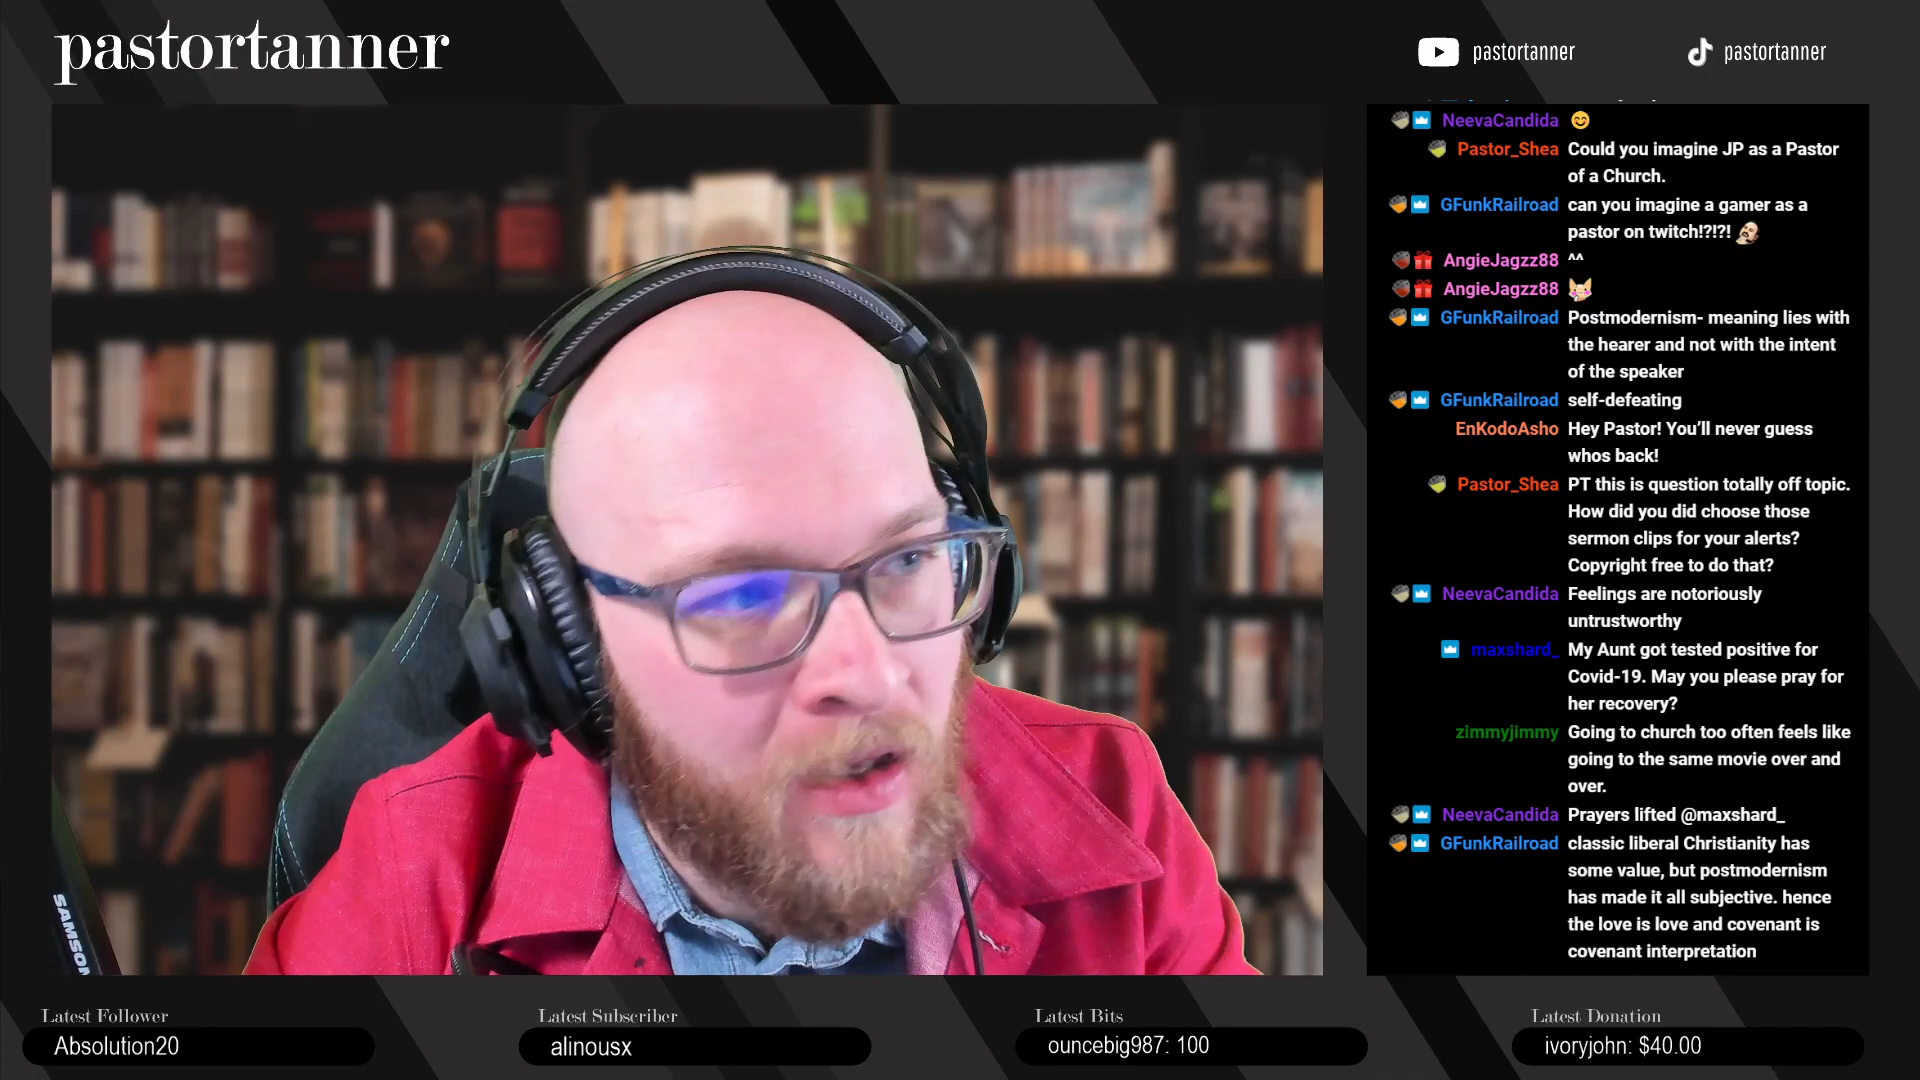 pastortanner
pastortanner
pastortanner
NeevaCandida
Pastor_Shea Could you imagine JP as a Pastor
of a Church.
GFunkRailroad can you imagine a gamer as a
pastor on twitch!?!?!
AngieJagzz88 ^^
AngieJagzz88
GFunkRailroad Postmodernism- meaning lies with
the hearer and not with the intent
of the speaker
GFunkRailroad self-defeating
EnKodoAsho Hey Pastor! You’ll never guess
whos back!
Pastor_Shea PT this is question totally off topic.
How did you did choose those
sermon clips for your alerts?
Copyright free to do that?
NeevaCandida Feelings are notoriously
untrustworthy
maxshard_ My Aunt got tested positive for
Covid-19. May you please pray for
her recovery?
zimmyjimmy Going to church too often feels like
going to the same movie over and
over.
NeevaCandida Prayers lifted @maxshard_
GFunkRailroad classic liberal Christianity has
some value, but postmodernism
has made it all subjective. hence
the love is love and covenant is
covenant interpretation
SAMSON
Latest Follower
Absolution20
Latest Subscriber
alinousx
Latest Bits
ouncebig987: 100
Latest Donation
ivoryjohn: $40.00